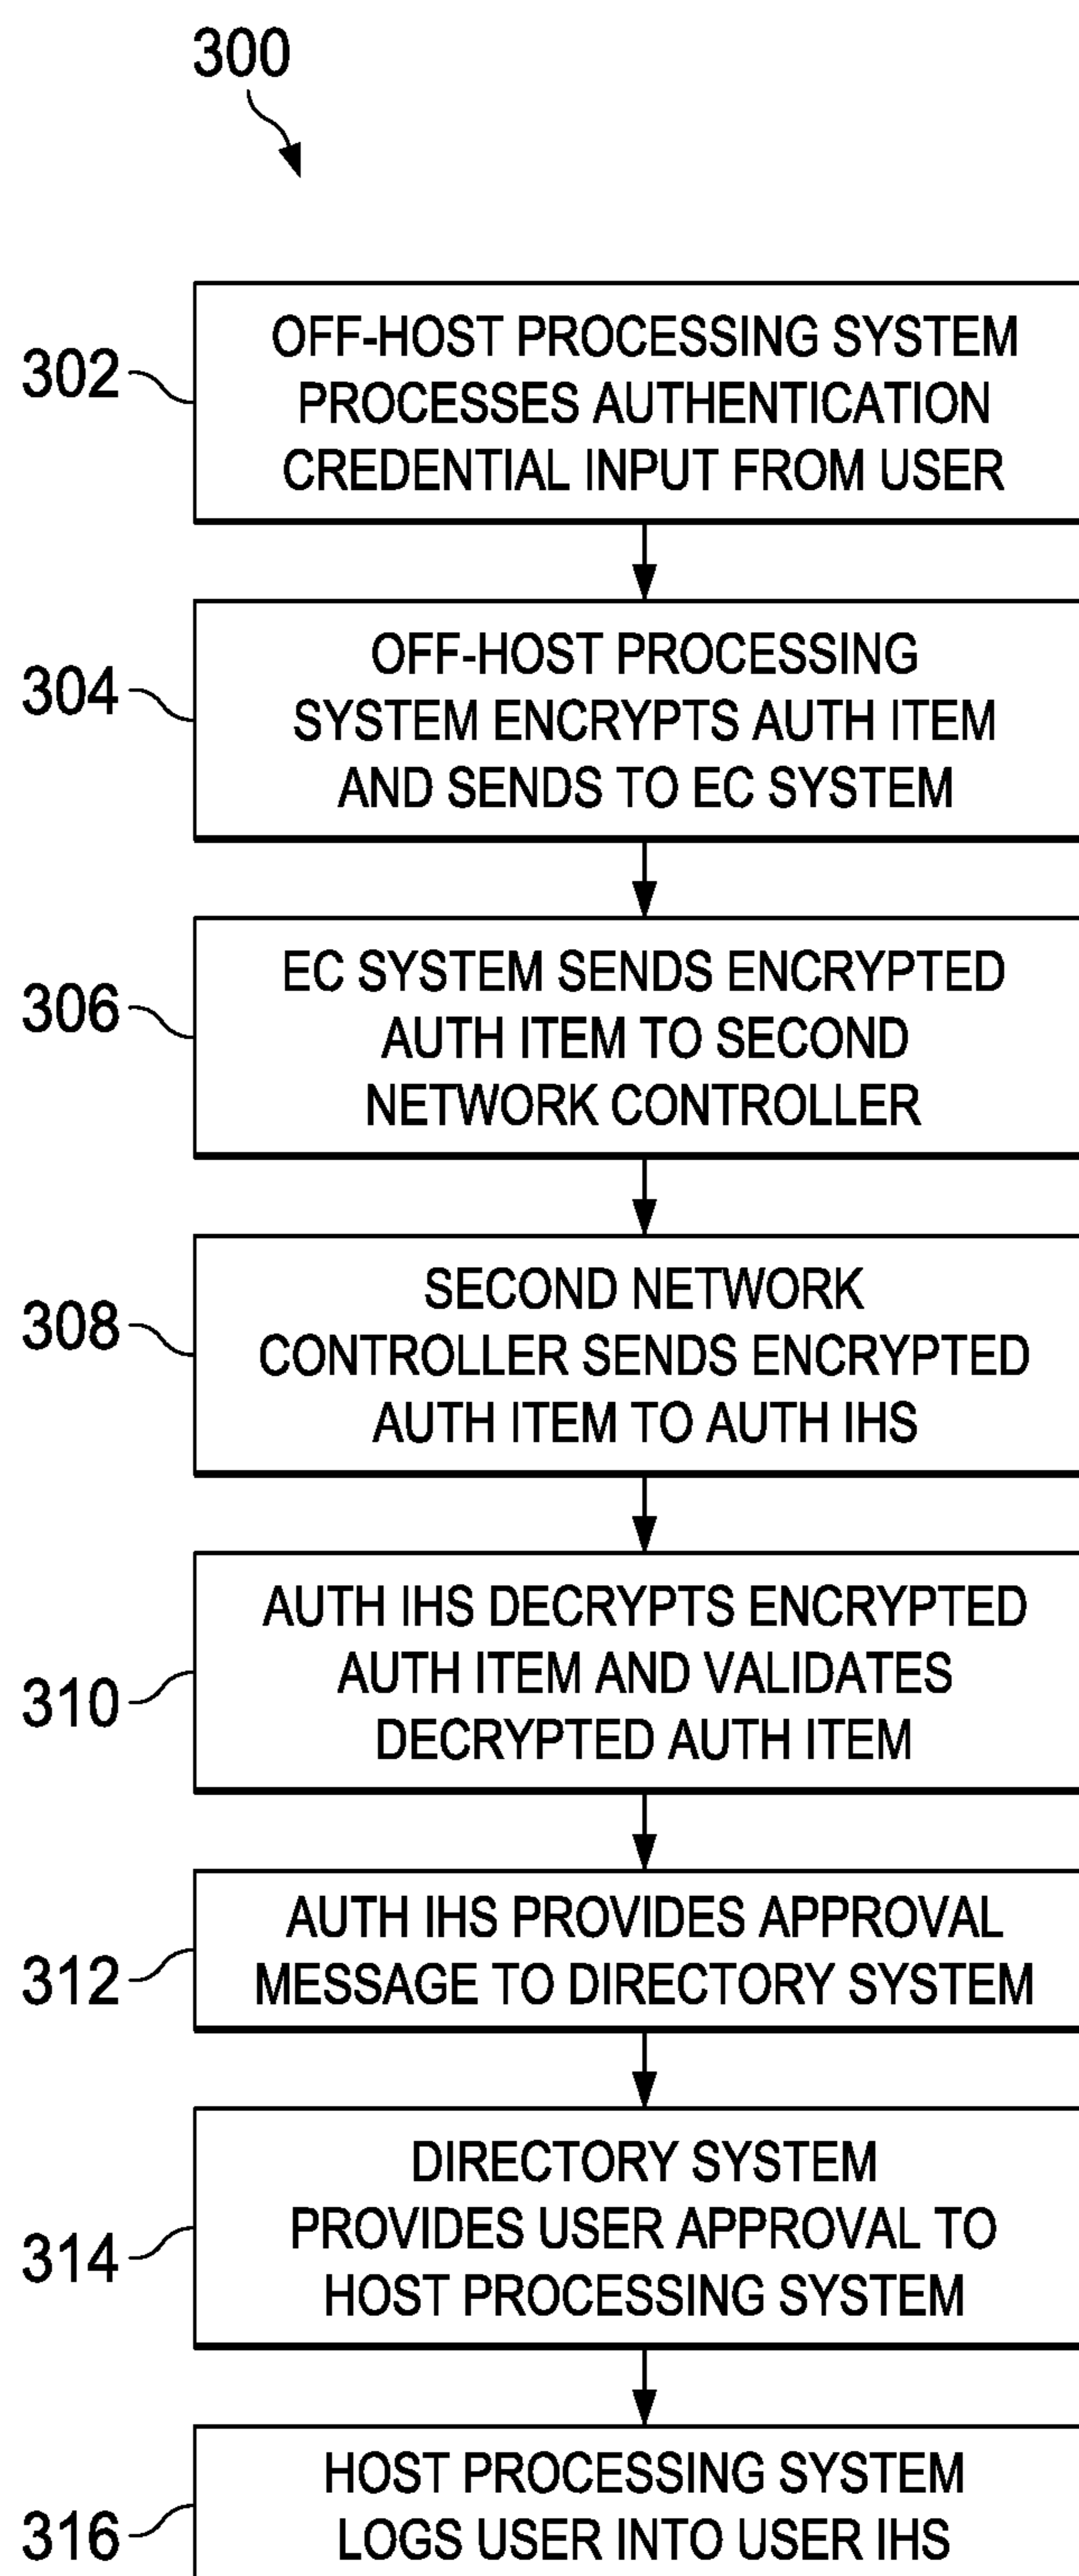 300
302
OFF-HOST PROCESSING SYSTEM
PROCESSES AUTHENTICATION
CREDENTIAL INPUT FROM USER
304
OFF-HOST PROCESSING
SYSTEM ENCRYPTS AUTH ITEM
AND SENDS TO EC SYSTEM
306
EC SYSTEM SENDS ENCRYPTED
AUTH ITEM TO SECOND
NETWORK CONTROLLER
308
SECOND NETWORK
CONTROLLER SENDS ENCRYPTED
AUTH ITEM TO AUTH IHS
310
AUTH IHS DECRYPTS ENCRYPTED
AUTH ITEM AND VALIDATES
DECRYPTED AUTH ITEM
312
AUTH IHS PROVIDES APPROVAL
MESSAGE TO DIRECTORY SYSTEM
314
DIRECTORY SYSTEM
PROVIDES USER APPROVAL TO
HOST PROCESSING SYSTEM
316
HOST PROCESSING SYSTEM
LOGS USER INTO USER IHS